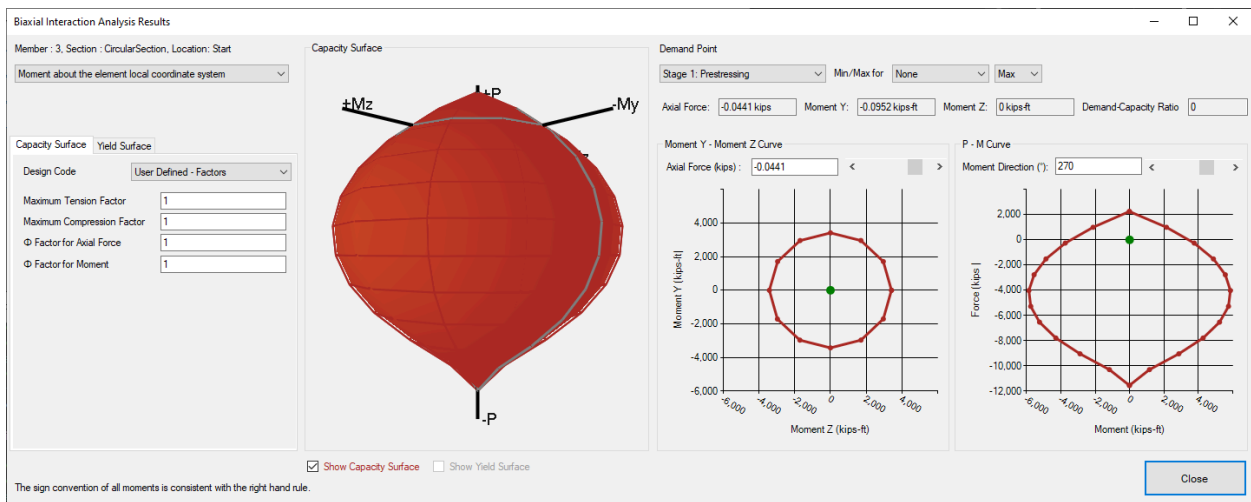 Biaxial Interaction Analysis Results
Member : 3, Section : CircularSection, Location: Start
Moment about the element local coordinate system
Capacity Surface
Yield Surface
Design Code
User Defined - Factors
Maximum Tension Factor
1
Maximum Compression Factor
1
Φ Factor for Axial Force
1
Φ Factor for Moment
1
Capacity Surface
+P
+Mz
-My
-P
Show Capacity Surface
Show Yield Surface
Demand Point
Stage 1: Prestressing
Min/Max for
None
Max
Axial Force:
-0.0441 kips
Moment Y:
-0.0952 kips-ft
Moment Z:
0 kips-ft
Demand-Capacity Ratio
0
Moment Y - Moment Z Curve
Axial Force (kips) :
-0.0441
< >
Moment Y (kips-ft)
4,000
2,000
0
-2,000
-4,000
-6,000
-6,000 -4,000 -2,000 0 2,000 4,000
Moment Z (kips-ft)
P - M Curve
Moment Direction (°):
270
< >
Force (kips )
2,000
0
-2,000
-4,000
-6,000
-8,000
-10,000
-12,000
-6,000 -4,000 -2,000 0 2,000 4,000
Moment (kips-ft)
The sign convention of all moments is consistent with the right hand rule.
Close